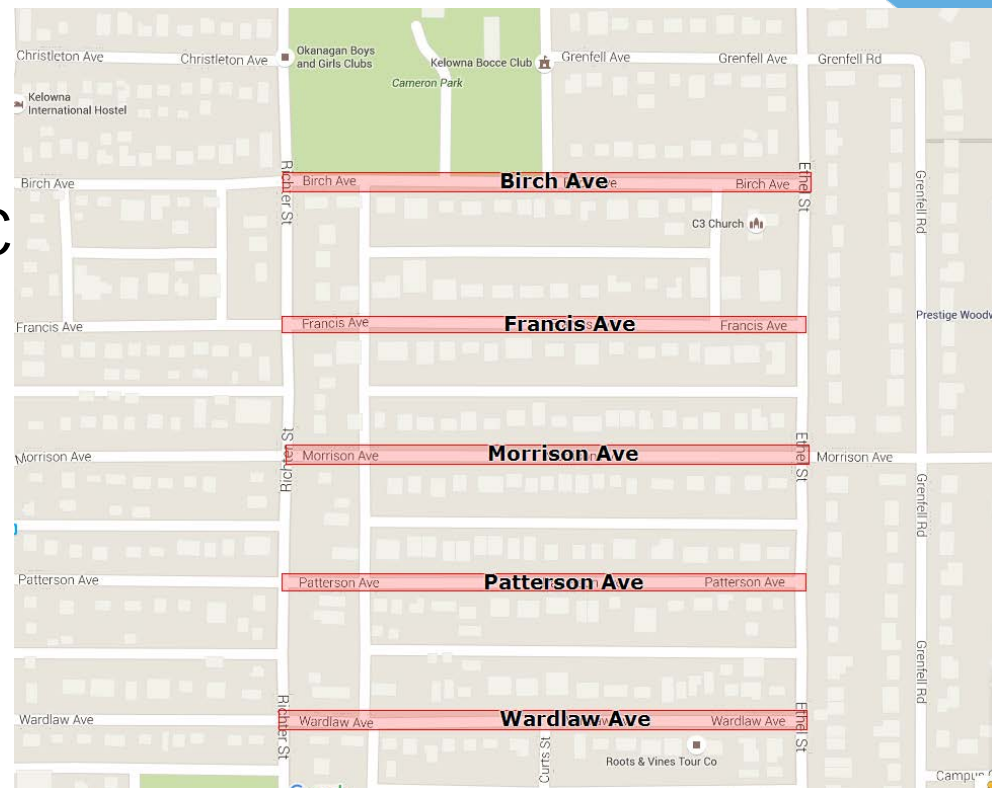 Christleton Ave
Christleton Ave
Okanagan Boys
and Girls Clubs
Kelowna Bocce Club
Grenfell Ave
Grenfell Ave
Grenfell Rd
Cameron Park
Kelowna
International Hostel
Birch Ave
Richter St
Birch Ave
Birch Ave
Birch Ave
Ethel St
Grenfell Rd
C
C3 Church
Francis Ave
Francis Ave
Francis Ave
Francis Ave
Prestige
Morrison Ave
Richter St
Morrison Ave
Morrison Ave
Ethel St
Morrison Ave
Grenfell Rd
Patterson Ave
Patterson Ave
Patterson Ave
Patterson Ave
Grenfell Rd
Wardlaw Ave
Richter St
Wardlaw Ave
Wardlaw Ave
Wardlaw Ave
Ethel St
Curts St
Roots & Vines Tour Co
Campus